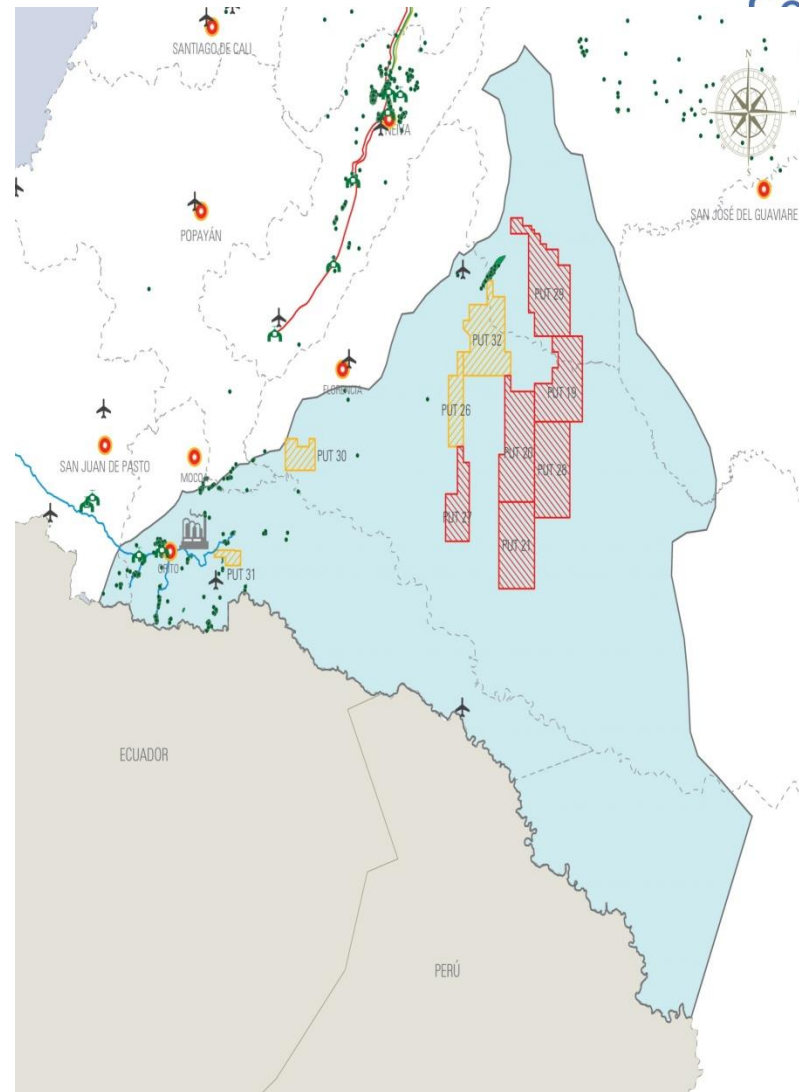 SANTIAGO DE CALI
NEIVA
SAN JOSÉ DEL GUAVIARE
POPAYÁN
N
O
S
PUT 29
PUT 32
FLORENCIA
PUT 19
PUT 26
SAN JUAN DE PASTO
MOCOA
PUT 30
PUT 20
PUT 28
PUT 27
PUT 21
ORITO
PUT 31
ECUADOR
PERÚ